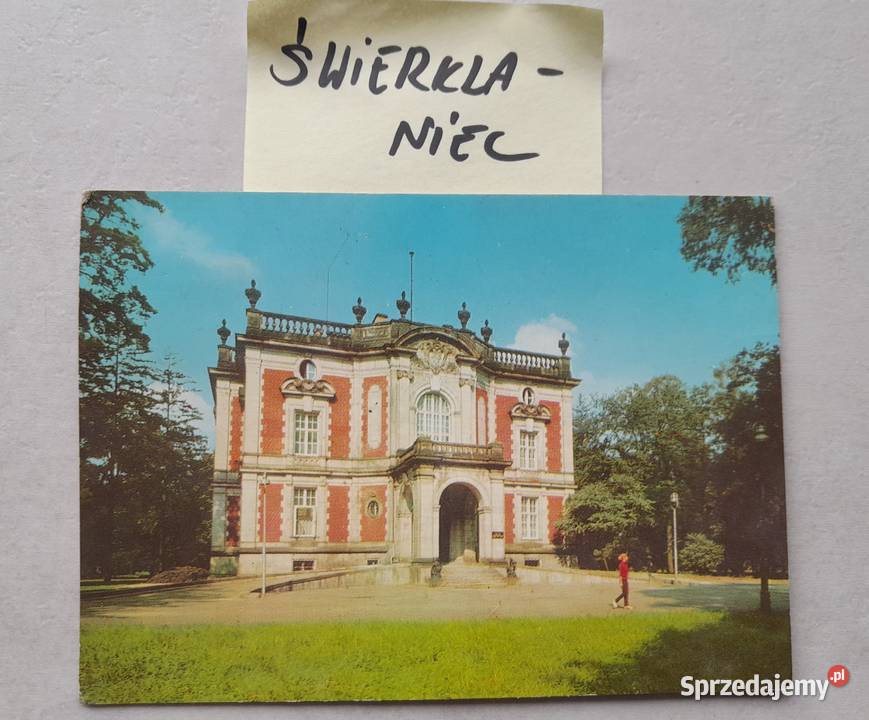 ŚWIERKLA-
NIEC
Sprzedajemy.pl